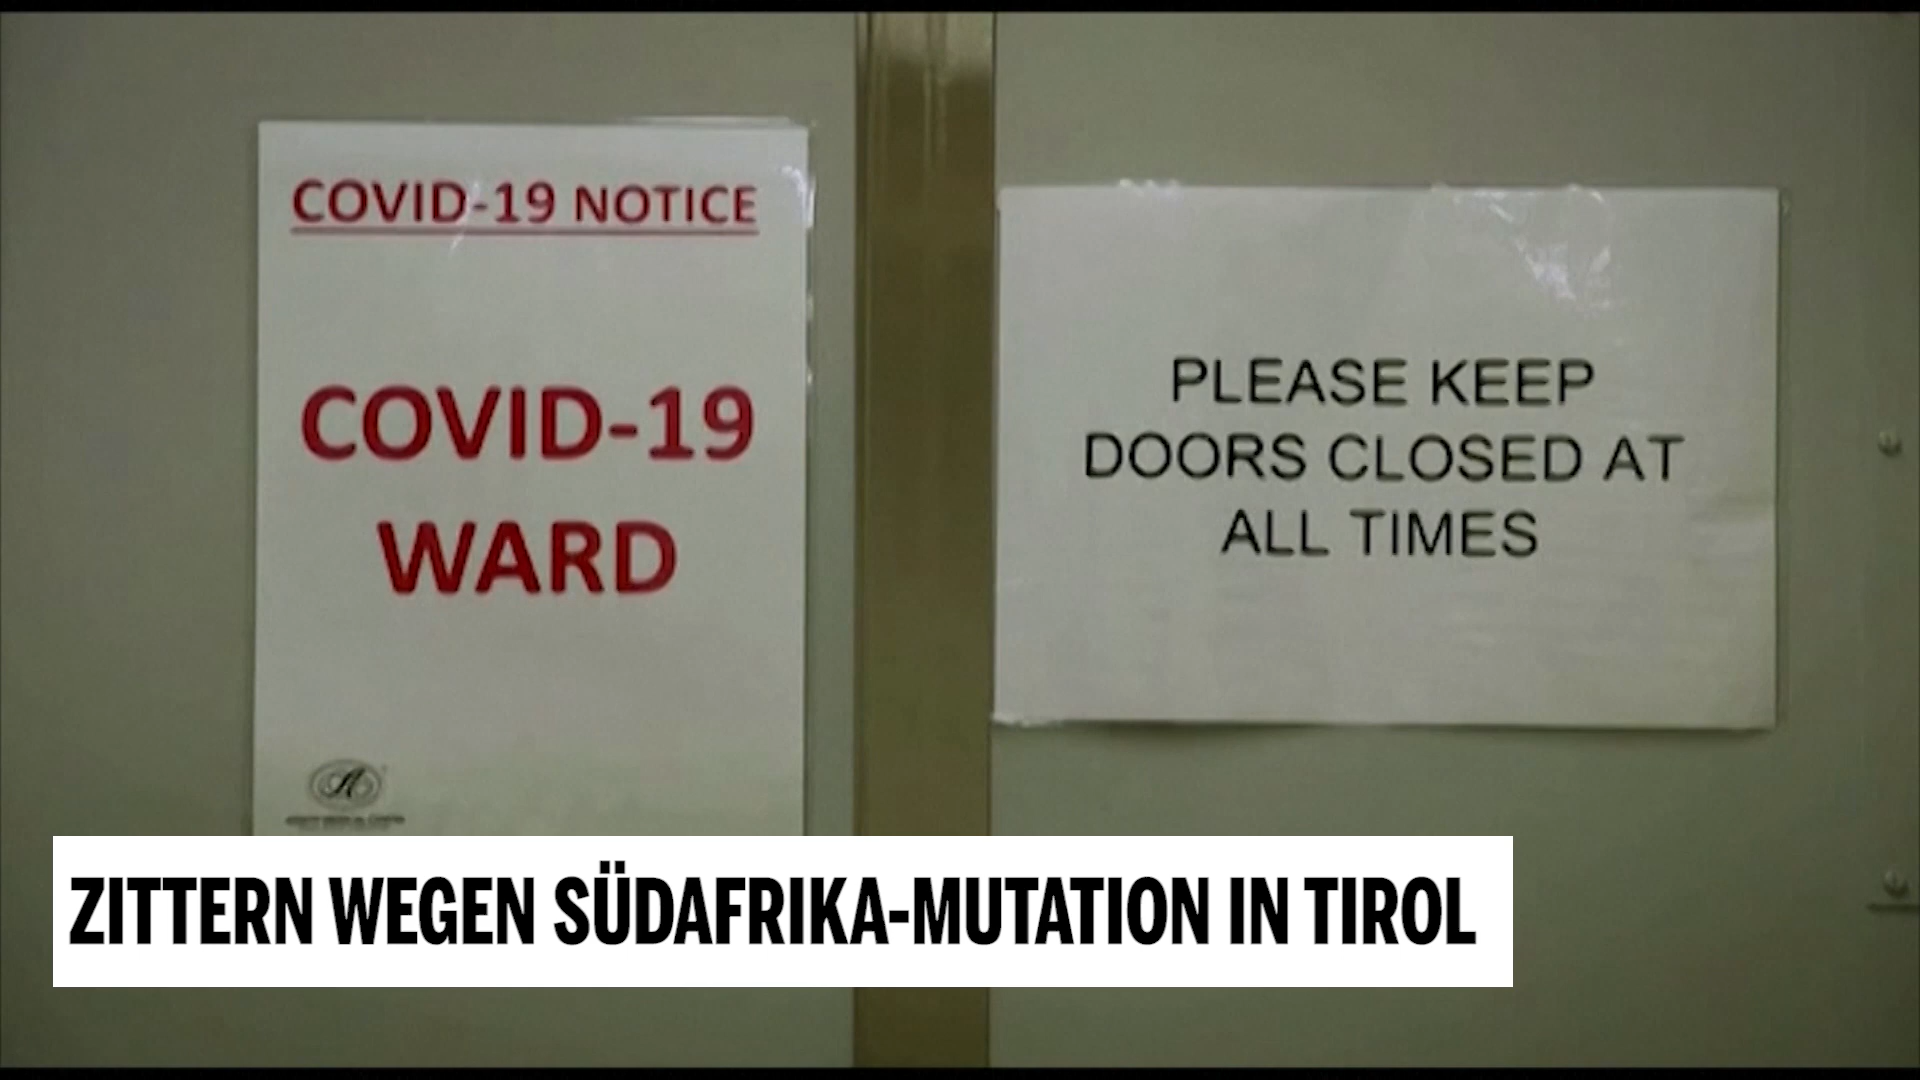 COVID-19 NOTICE
COVID-19
WARD
PLEASE KEEP
DOORS CLOSED AT
ALL TIMES
ZITTERN WEGEN SÜDAFRIKA-MUTATION IN TIROL